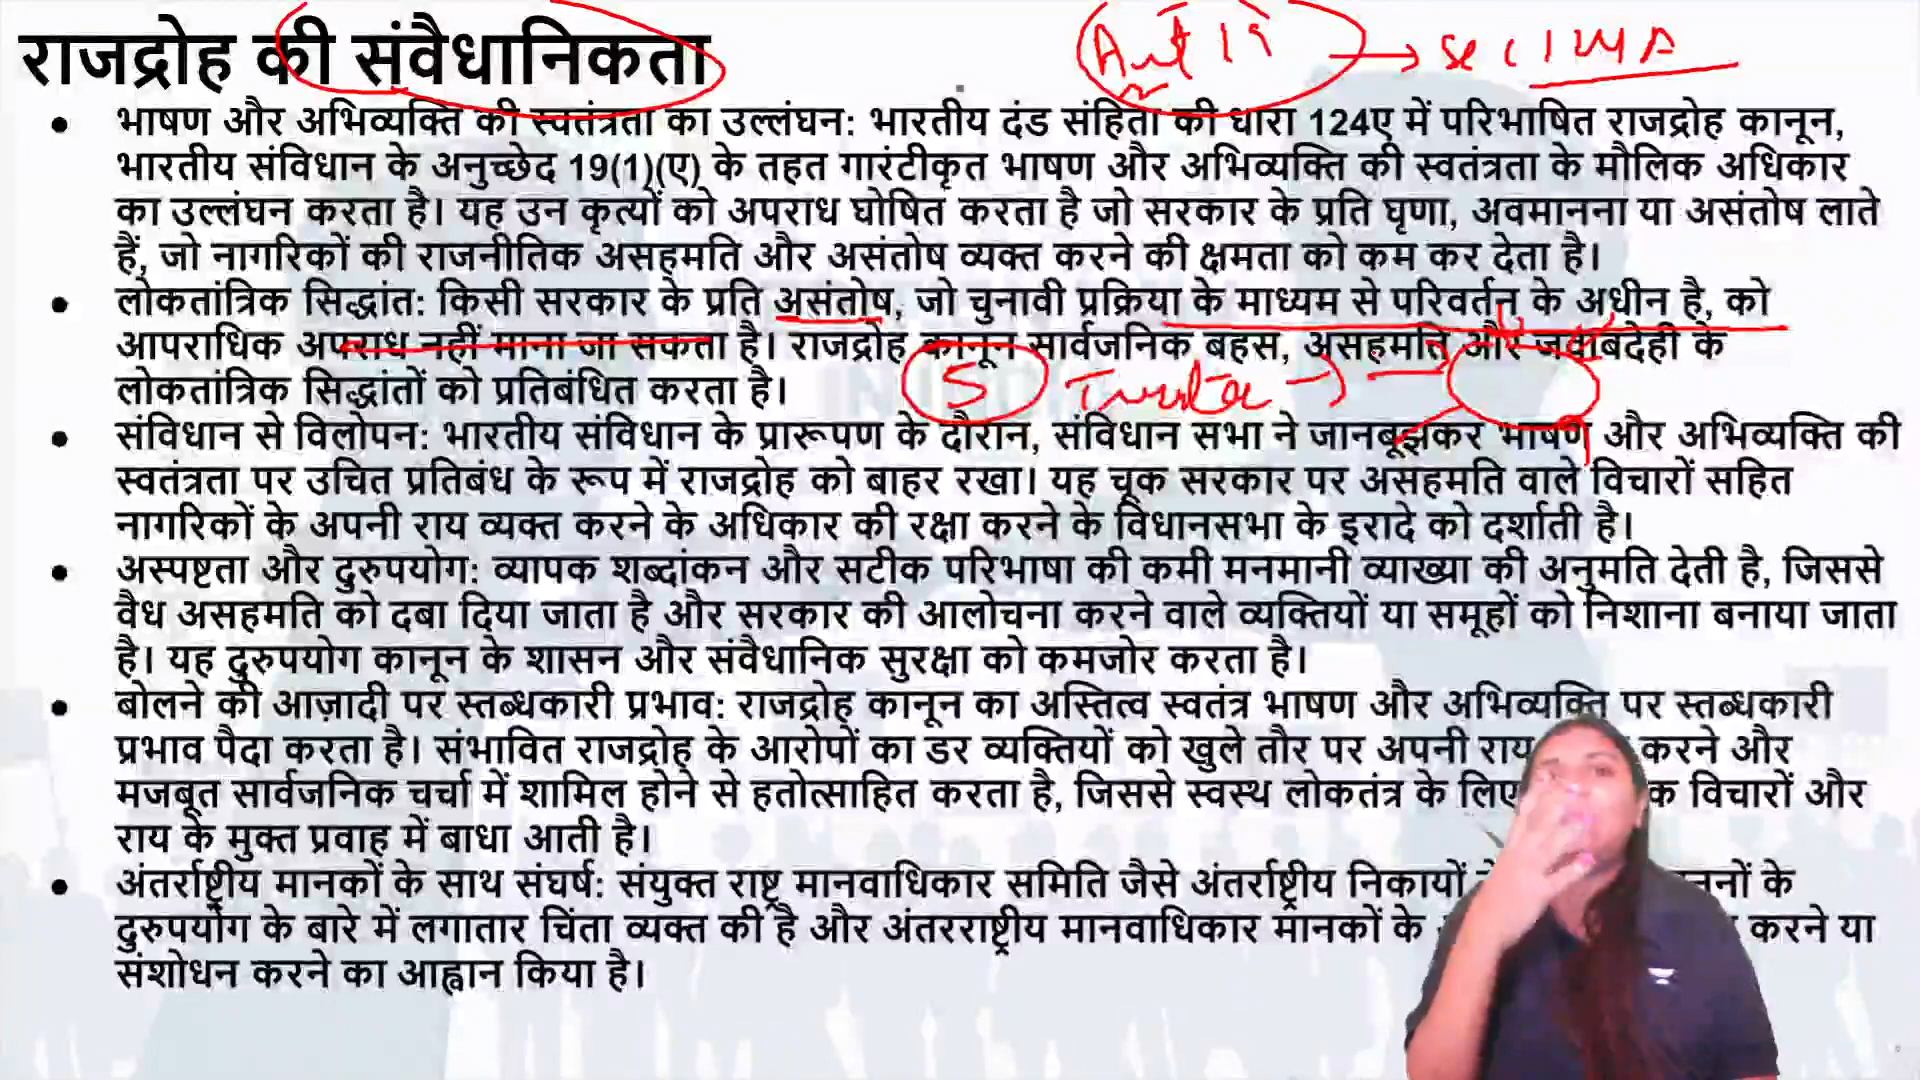 राजद्रोह की संवैधानिकता
Art 19 → Sec 124A
• भाषण और अभिव्यक्ति की स्वतंत्रता का उल्लंघन: भारतीय दंड संहिता की धारा 124ए में परिभाषित राजद्रोह कानून,
भारतीय संविधान के अनुच्छेद 19(1)(ए) के तहत गारंटीकृत भाषण और अभिव्यक्ति की स्वतंत्रता के मौलिक अधिकार
का उल्लंघन करता है। यह उन कृत्यों को अपराध घोषित करता है जो सरकार के प्रति घृणा, अवमानना या असंतोष लाते
हैं, जो नागरिकों की राजनीतिक असहमति और असंतोष व्यक्त करने की क्षमता को कम कर देता है।
• लोकतांत्रिक सिद्धांत: किसी सरकार के प्रति असंतोष, जो चुनावी प्रक्रिया के माध्यम से परिवर्तन के अधीन है, को
आपराधिक अपराध नहीं माना जा सकता है। राजद्रोह कानून सार्वजनिक बहस, असहमति और जवाबदेही के
लोकतांत्रिक सिद्धांतों को प्रतिबंधित करता है।
5
• संविधान से विलोपन: भारतीय संविधान के प्रारूपण के दौरान, संविधान सभा ने जानबूझकर भाषण और अभिव्यक्ति की
स्वतंत्रता पर उचित प्रतिबंध के रूप में राजद्रोह को बाहर रखा। यह चूक सरकार पर असहमति वाले विचारों सहित
नागरिकों के अपनी राय व्यक्त करने के अधिकार की रक्षा करने के विधानसभा के इरादे को दर्शाती है।
• अस्पष्टता और दुरुपयोग: व्यापक शब्दांकन और सटीक परिभाषा की कमी मनमानी व्याख्या की अनुमति देती है, जिससे
वैध असहमति को दबा दिया जाता है और सरकार की आलोचना करने वाले व्यक्तियों या समूहों को निशाना बनाया जाता
है। यह दुरुपयोग कानून के शासन और संवैधानिक सुरक्षा को कमजोर करता है।
• बोलने की आज़ादी पर स्तब्धकारी प्रभाव: राजद्रोह कानून का अस्तित्व स्वतंत्र भाषण और अभिव्यक्ति पर स्तब्धकारी
प्रभाव पैदा करता है। संभावित राजद्रोह के आरोपों का डर व्यक्तियों को खुले तौर पर अपनी राय करने और
मजबूत सार्वजनिक चर्चा में शामिल होने से हतोत्साहित करता है, जिससे स्वस्थ लोकतंत्र के लिए विचारों और
राय के मुक्त प्रवाह में बाधा आती है।
• अंतर्राष्ट्रीय मानकों के साथ संघर्ष: संयुक्त राष्ट्र मानवाधिकार समिति जैसे अंतर्राष्ट्रीय निकायों के
दुरुपयोग के बारे में लगातार चिंता व्यक्त की है और अंतरराष्ट्रीय मानवाधिकार मानकों के करने या
संशोधन करने का आह्वान किया है।